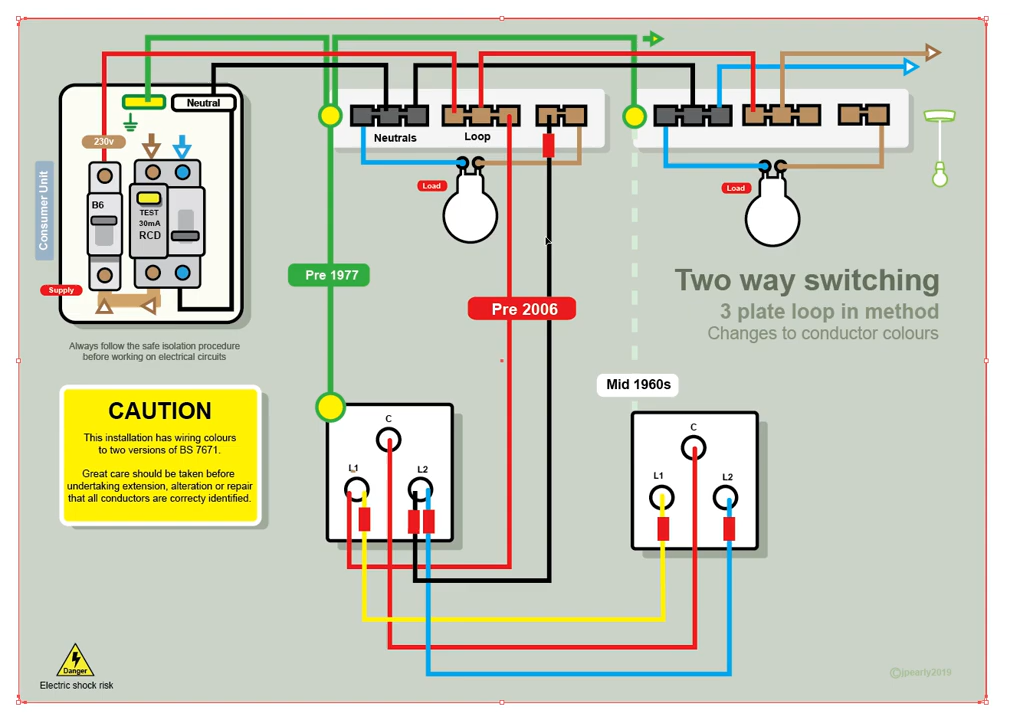 Neutral
230v
Consumer Unit
B6
TEST
30mA
RCD
Supply
Always follow the safe isolation procedure
before working on electrical circuits
CAUTION
This installation has wiring colours
to two versions of BS 7671.
Great care should be taken before
undertaking extension, alteration or repair
that all conductors are correcty identified.
Danger
Electric shock risk
Neutrals
Loop
Load
Pre 1977
Pre 2006
C
L1
L2
Load
Two way switching
3 plate loop in method
Changes to conductor colours
Mid 1960s
C
L1
L2
©jpearly2019